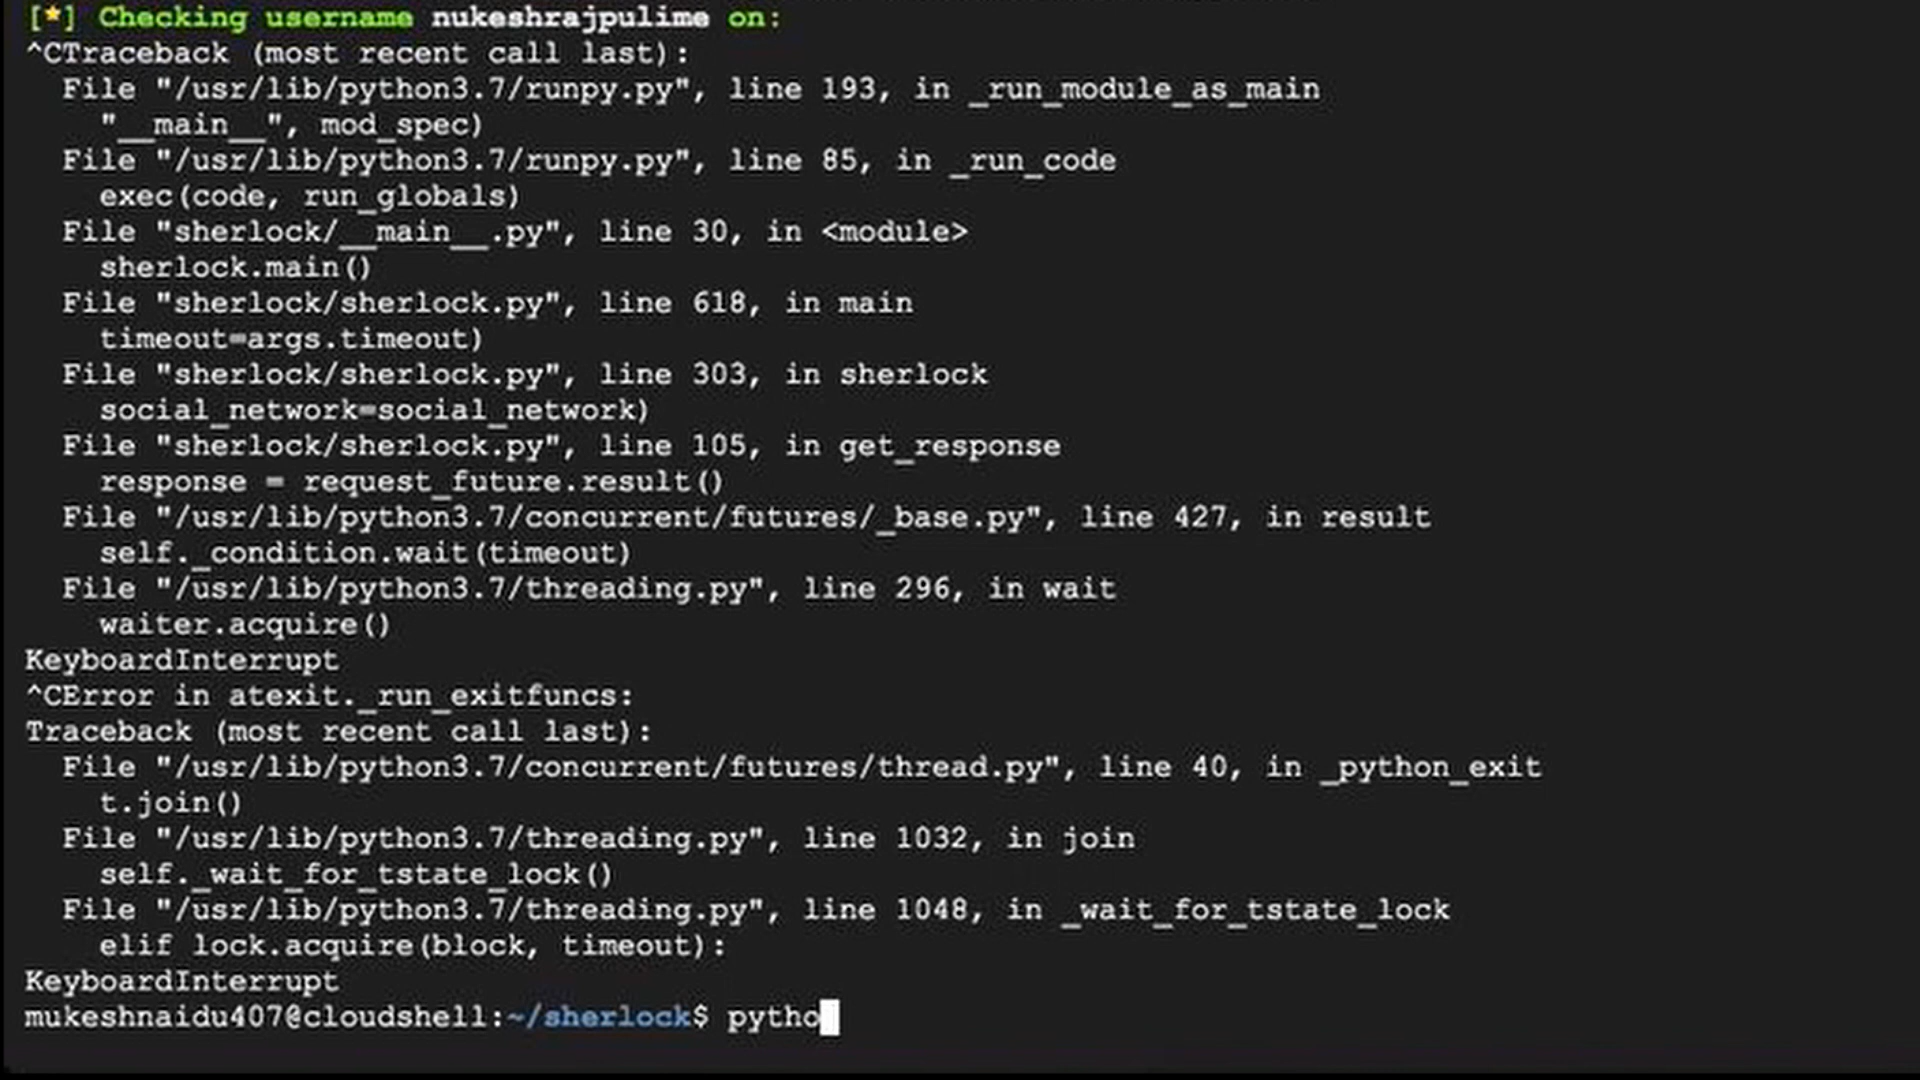 [*] Checking username nukeshrajpulime on:
^CTraceback (most recent call last):
  File "/usr/lib/python3.7/runpy.py", line 193, in _run_module_as_main
    "__main__", mod_spec)
  File "/usr/lib/python3.7/runpy.py", line 85, in _run_code
    exec(code, run_globals)
  File "sherlock/__main__.py", line 30, in <module>
    sherlock.main()
  File "sherlock/sherlock.py", line 618, in main
    timeout=args.timeout)
  File "sherlock/sherlock.py", line 303, in sherlock
    social_network=social_network)
  File "sherlock/sherlock.py", line 105, in get_response
    response = request_future.result()
  File "/usr/lib/python3.7/concurrent/futures/_base.py", line 427, in result
    self._condition.wait(timeout)
  File "/usr/lib/python3.7/threading.py", line 296, in wait
    waiter.acquire()
KeyboardInterrupt
^CError in atexit._run_exitfuncs:
Traceback (most recent call last):
  File "/usr/lib/python3.7/concurrent/futures/thread.py", line 40, in _python_exit
    t.join()
  File "/usr/lib/python3.7/threading.py", line 1032, in join
    self._wait_for_tstate_lock()
  File "/usr/lib/python3.7/threading.py", line 1048, in _wait_for_tstate_lock
    elif lock.acquire(block, timeout):
KeyboardInterrupt
mukeshnaidu407@cloudshell:~/sherlock$ pytho